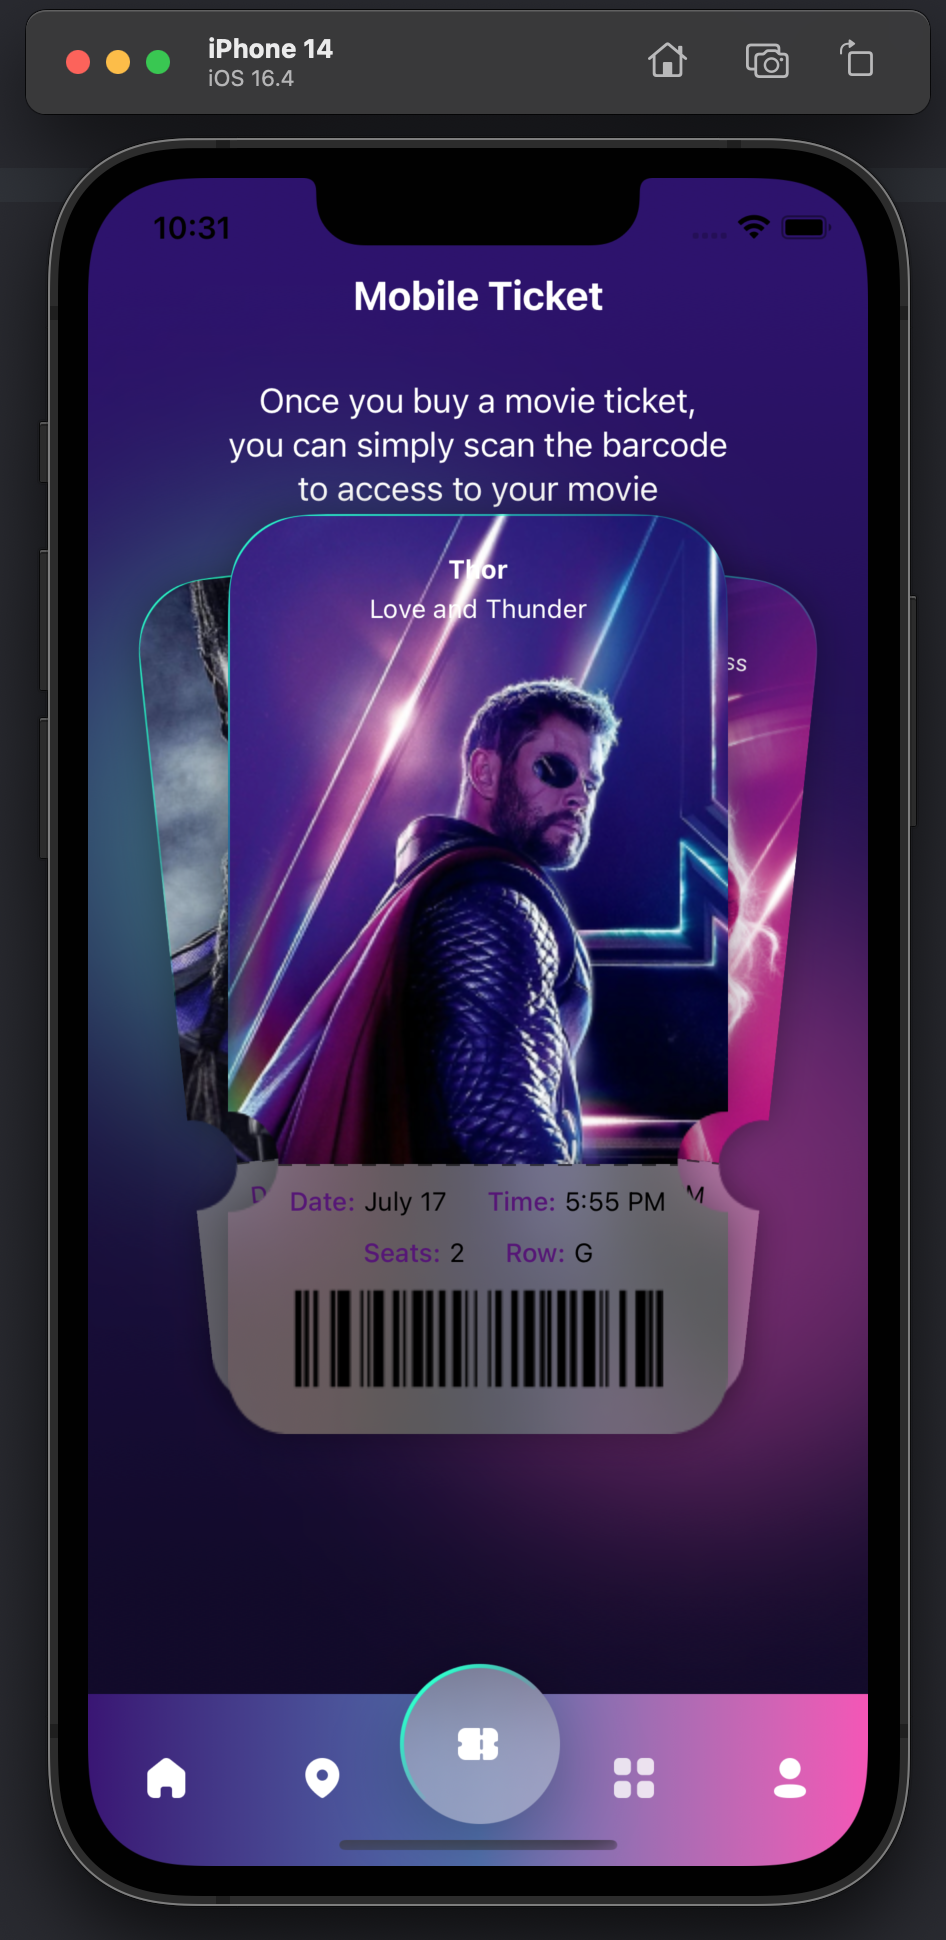 iPhone 14
iOS 16.4
10:31
Mobile Ticket
Once you buy a movie ticket,
you can simply scan the barcode
to access to your movie
Thor
Love and Thunder
ss
D
Date: July 17 Time: 5:55 PM
M
Seats: 2 Row: G